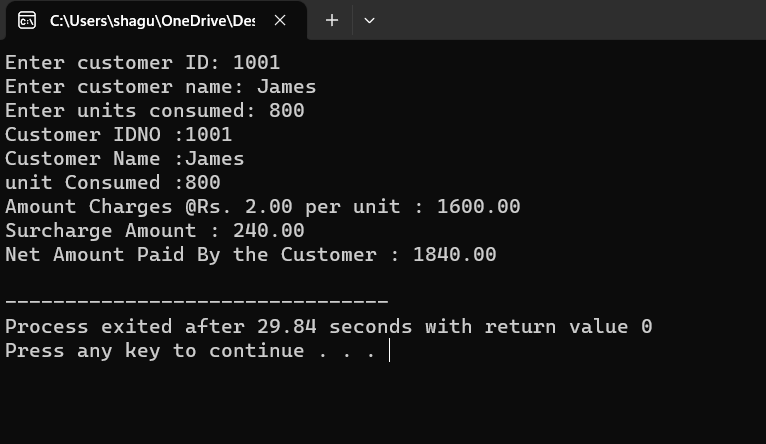 C:\Users\shagu\OneDrive\Des
Enter customer ID: 1001
Enter customer name: James
Enter units consumed: 800
Customer IDNO :1001
Customer Name :James
unit Consumed :800
Amount Charges @Rs. 2.00 per unit : 1600.00
Surcharge Amount : 240.00
Net Amount Paid By the Customer : 1840.00
--------------------------------
Process exited after 29.84 seconds with return value 0
Press any key to continue . . .